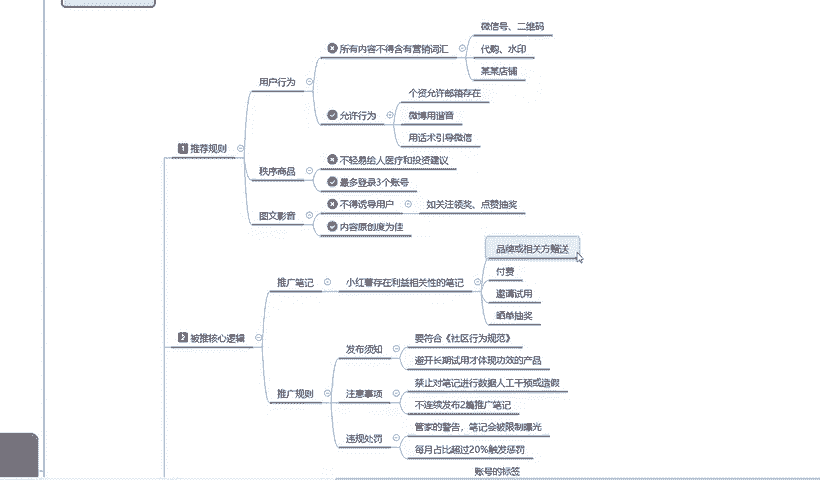 微信号、二维码
所有内容不得含有营销词汇
代购、水印
某某店铺
用户行为
个资允许邮箱存在
允许行为
微博用谐音
用话术引导微信
1 推荐规则
不轻易给人医疗和投资建议
秩序商品
最多登录3个账号
不得诱导用户
如关注领奖、点赞抽奖
图文影音
内容原创度为佳
品牌或相关方赠送
付费
推广笔记
小红薯存在利益相关性的笔记
邀请试用
晒单抽奖
2 被推核心逻辑
要符合《社区行为规范》
发布须知
避开长期试用才体现功效的产品
禁止对笔记进行数据人工干预或造假
推广规则
注意事项
不连续发布2篇推广笔记
管家的警告，笔记会被限制曝光
违规处罚
每月占比超过20%触发惩罚
账号的标签